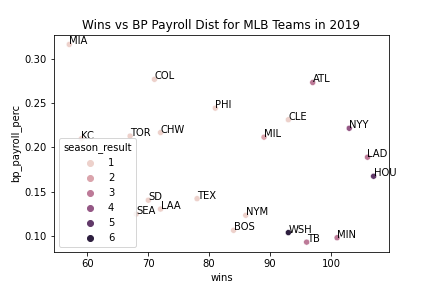 Wins vs BP Payroll Dist for MLB Teams in 2019
MIA
0.30
COL
ATL
0.25
PHI
CLE
NYY
KC
TOR
CHW
MIL
0.20
LAD
HOU
0.15
SD
TEX
SEA
LAA
NYM
BOS
WSH
TB
MIN
0.10
season_result
1
2
3
4
5
6
bp_payroll_perc
60
70
80
90
100
wins